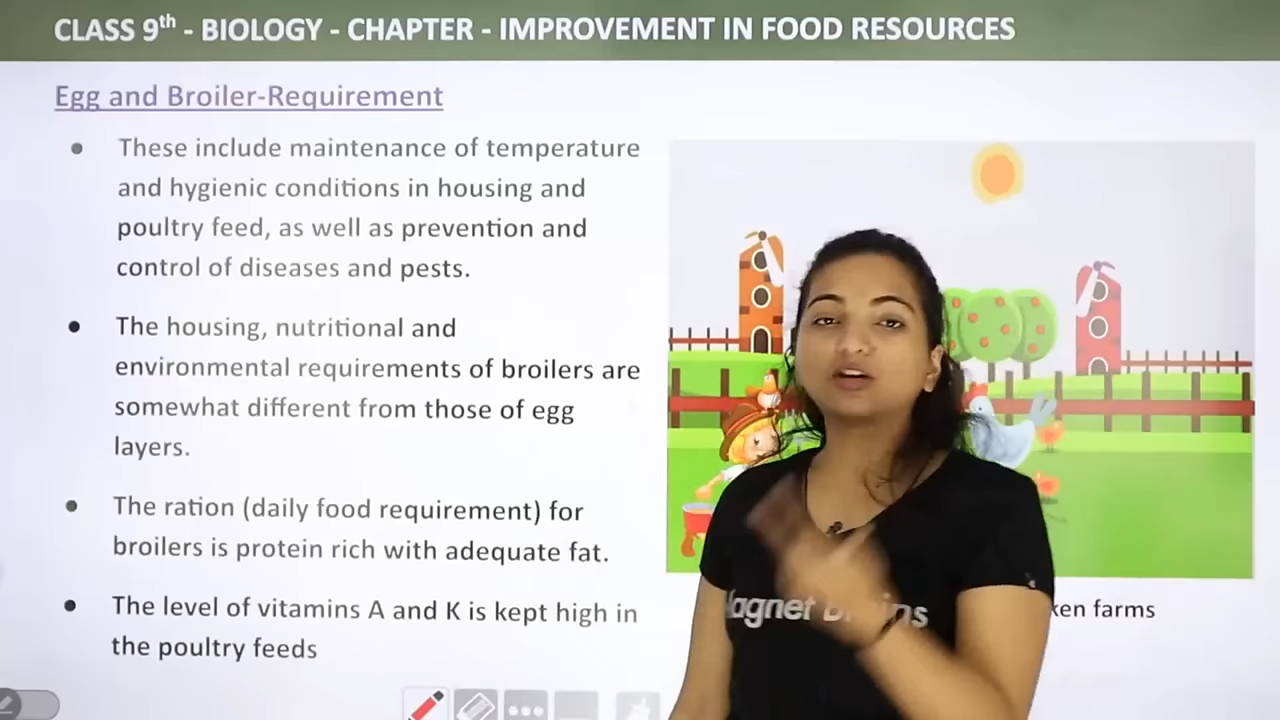 CLASS 9th - BIOLOGY - CHAPTER - IMPROVEMENT IN FOOD RESOURCES
Egg and Broiler-Requirement
• These include maintenance of temperature
and hygienic conditions in housing and
poultry feed, as well as prevention and
control of diseases and pests.
• The housing, nutritional and
environmental requirements of broilers are
somewhat different from those of egg
layers.
• The ration (daily food requirement) for
broilers is protein rich with adequate fat.
• The level of vitamins A and K is kept high in
the poultry feeds
farms